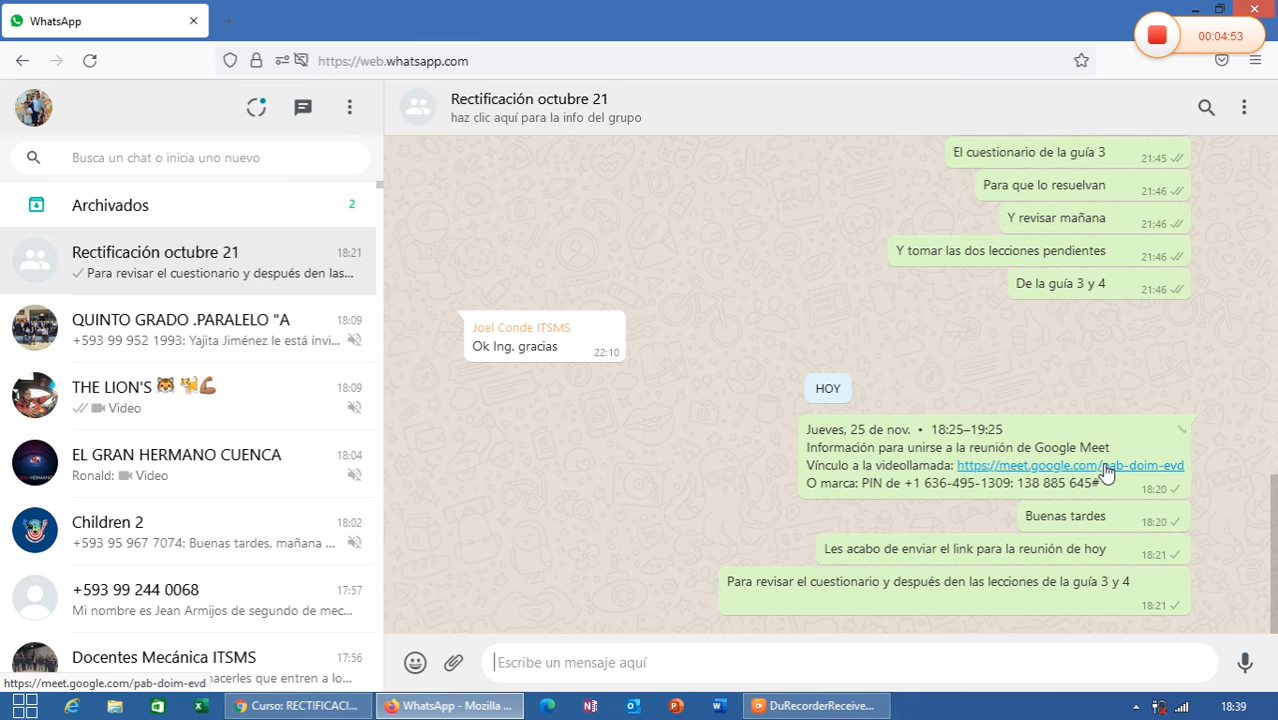 WhatsApp
00:04:53
https://web.whatsapp.com
Busca un chat o inicia uno nuevo
Archivados 2
Rectificación octubre 21 18:21
Para revisar el cuestionario y después den las...
QUINTO GRADO .PARALELO "A 18:09
+593 99 952 1993: Yajita Jiménez le está invi...
THE LION'S 18:09
Video
EL GRAN HERMANO CUENCA 18:04
Ronald: Video
Children 2 18:02
+593 95 967 7074: Buenas tardes, mañana ...
+593 99 244 0068 17:57
Mi nombre es Jean Armijos de segundo de mec...
Docentes Mecánica ITSMS 17:56
hacerles que entren a lo...
https://meet.google.com/pab-doim-evd
Rectificación octubre 21
haz clic aquí para la info del grupo
El cuestionario de la guía 3 21:45
Para que lo resuelvan 21:46
Y revisar mañana 21:46
Y tomar las dos lecciones pendientes 21:46
De la guía 3 y 4 21:46
Joel Conde ITSMS
Ok Ing. gracias 22:10
HOY
Jueves, 25 de nov. • 18:25–19:25
Información para unirse a la reunión de Google Meet
Vínculo a la videollamada: https://meet.google.com/pab-doim-evd
O marca: PIN de +1 636-495-1309: 138 885 645# 18:20
Buenas tardes 18:20
Les acabo de enviar el link para la reunión de hoy 18:21
Para revisar el cuestionario y después den las lecciones de la guía 3 y 4
18:21
Escribe un mensaje aquí
Curso: RECTIFICACI... WhatsApp - Mozilla ... DuRecorderReceive... 18:39